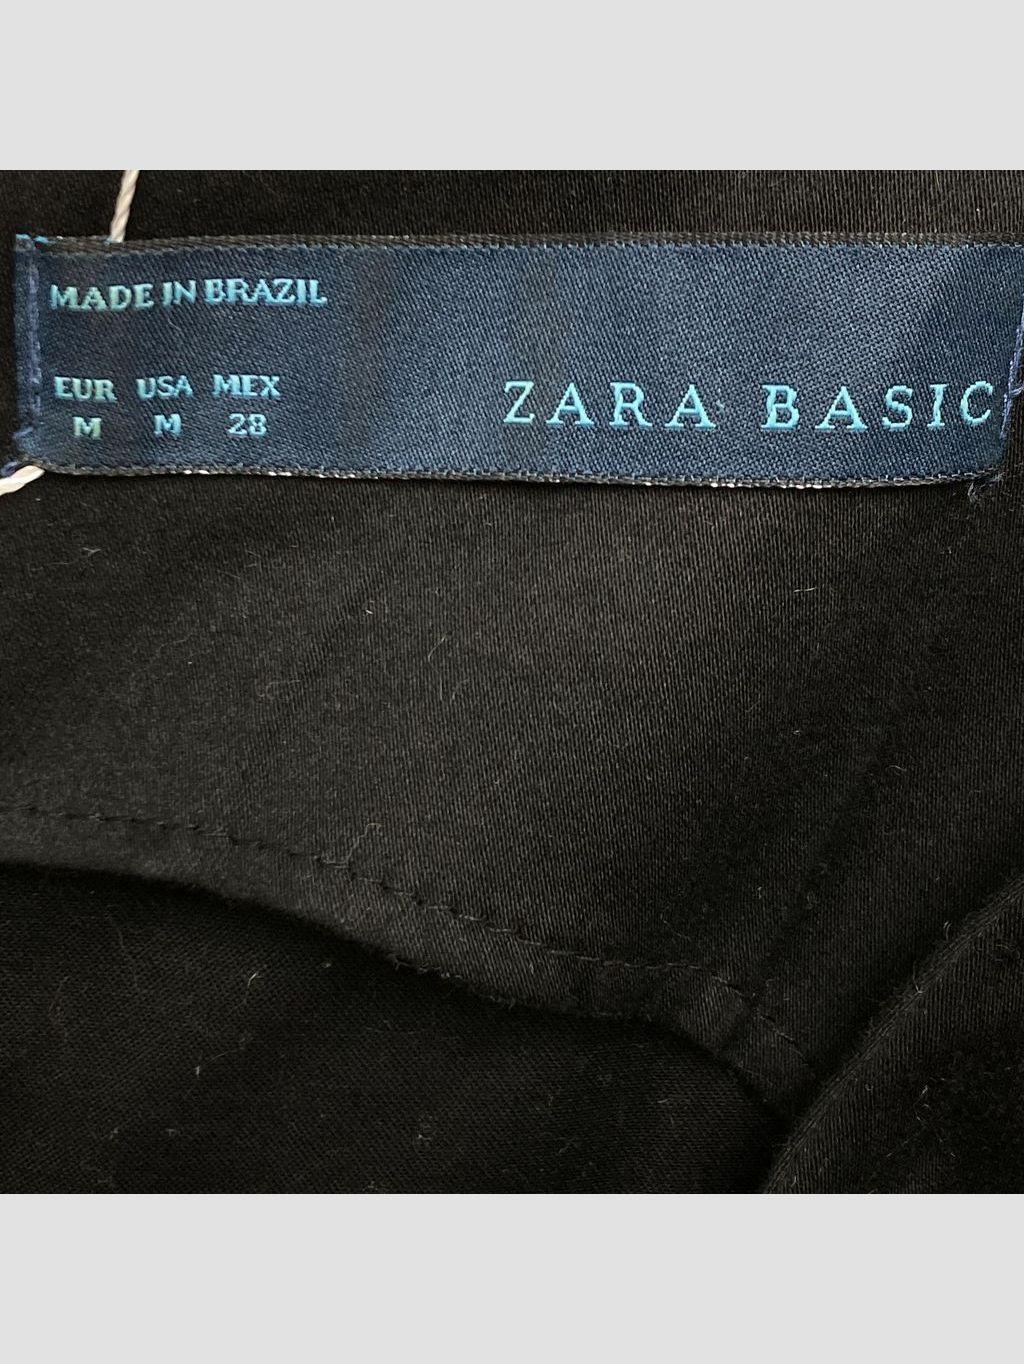 MADE IN BRAZIL
EUR USA MEX
M M 28
ZARA BASIC